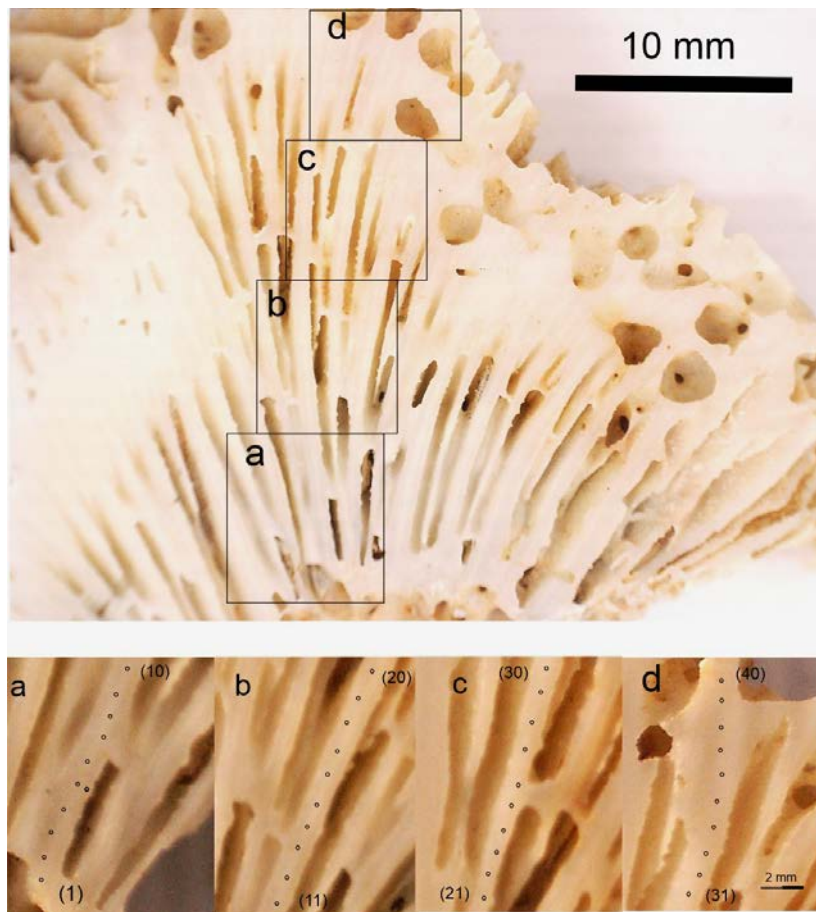 d
10 mm
c
b
a
a
(10)
(1)
b
(20)
(11)
c
(30)
(21)
d
(40)
(31)
2 mm